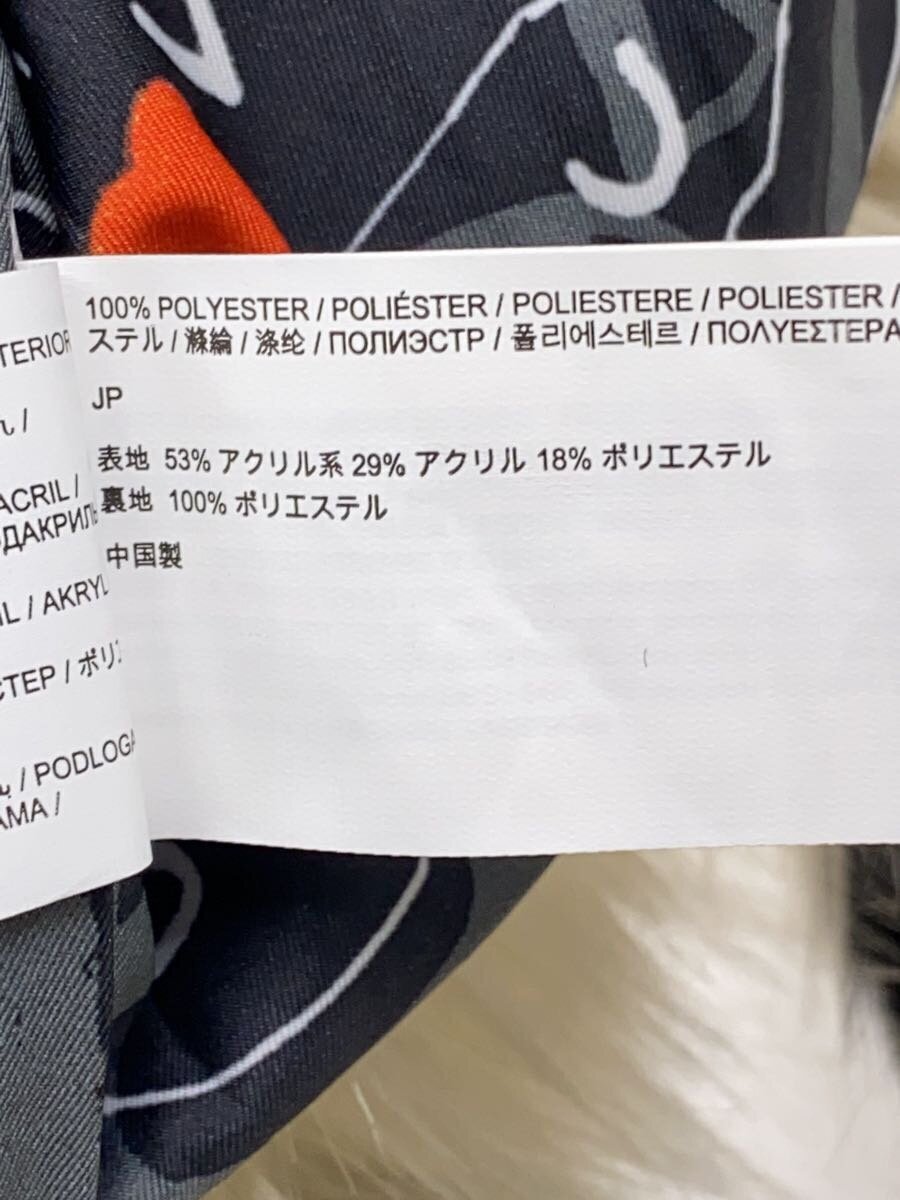 100% POLYESTER / POLIÉSTER / POLIESTERE / POLIESTER /
ステル / 滌綸 / 涤纶 / ПОЛИЭСТР / 폴리에스테르 / ΠΟΛΥΕΣΤΕΡΑ
JP
表地 53% アクリル系 29% アクリル 18% ポリエステル
裏地 100% ポリエステル
中国製
TERIOR
ん /
ACRIL /
ОДАКРИЛ
IL / AKRYL
СТЕР / ポリ
/ PODLOGA
AMA /